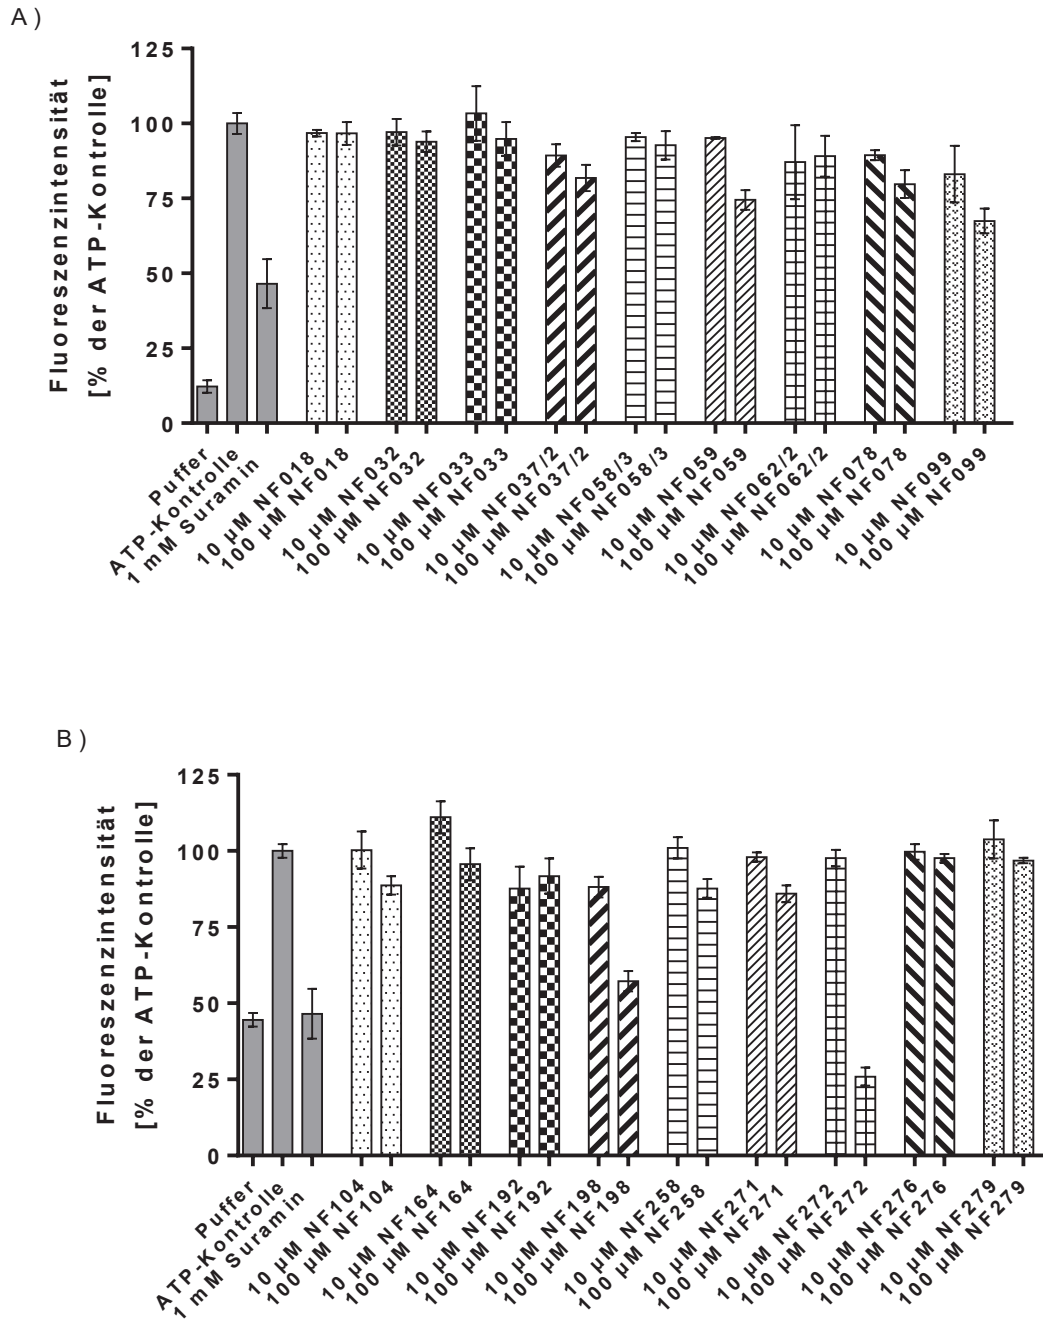 A )
Fluoreszenzintensität
[% der ATP-Kontrolle]
125
100
75
50
25
0
Puffer
ATP-Kontrolle
1 mM Suramin
10 µM NF018
100 µM NF018
10 µM NF032
100 µM NF032
10 µM NF033
100 µM NF033
10 µM NF037/2
100 µM NF037/2
10 µM NF058/3
100 µM NF058/3
10 µM NF059
100 µM NF059
10 µM NF062/2
100 µM NF062/2
10 µM NF078
100 µM NF078
10 µM NF099
100 µM NF099
B )
Fluoreszenzintensität
[% der ATP-Kontrolle]
125
100
75
50
25
0
Puffer
ATP-Kontrolle
1 mM Suramin
10 µM NF104
100 µM NF104
10 µM NF164
100 µM NF164
10 µM NF192
100 µM NF192
10 µM NF198
100 µM NF198
10 µM NF258
100 µM NF258
10 µM NF271
100 µM NF271
10 µM NF272
100 µM NF272
10 µM NF276
100 µM NF276
10 µM NF279
100 µM NF279